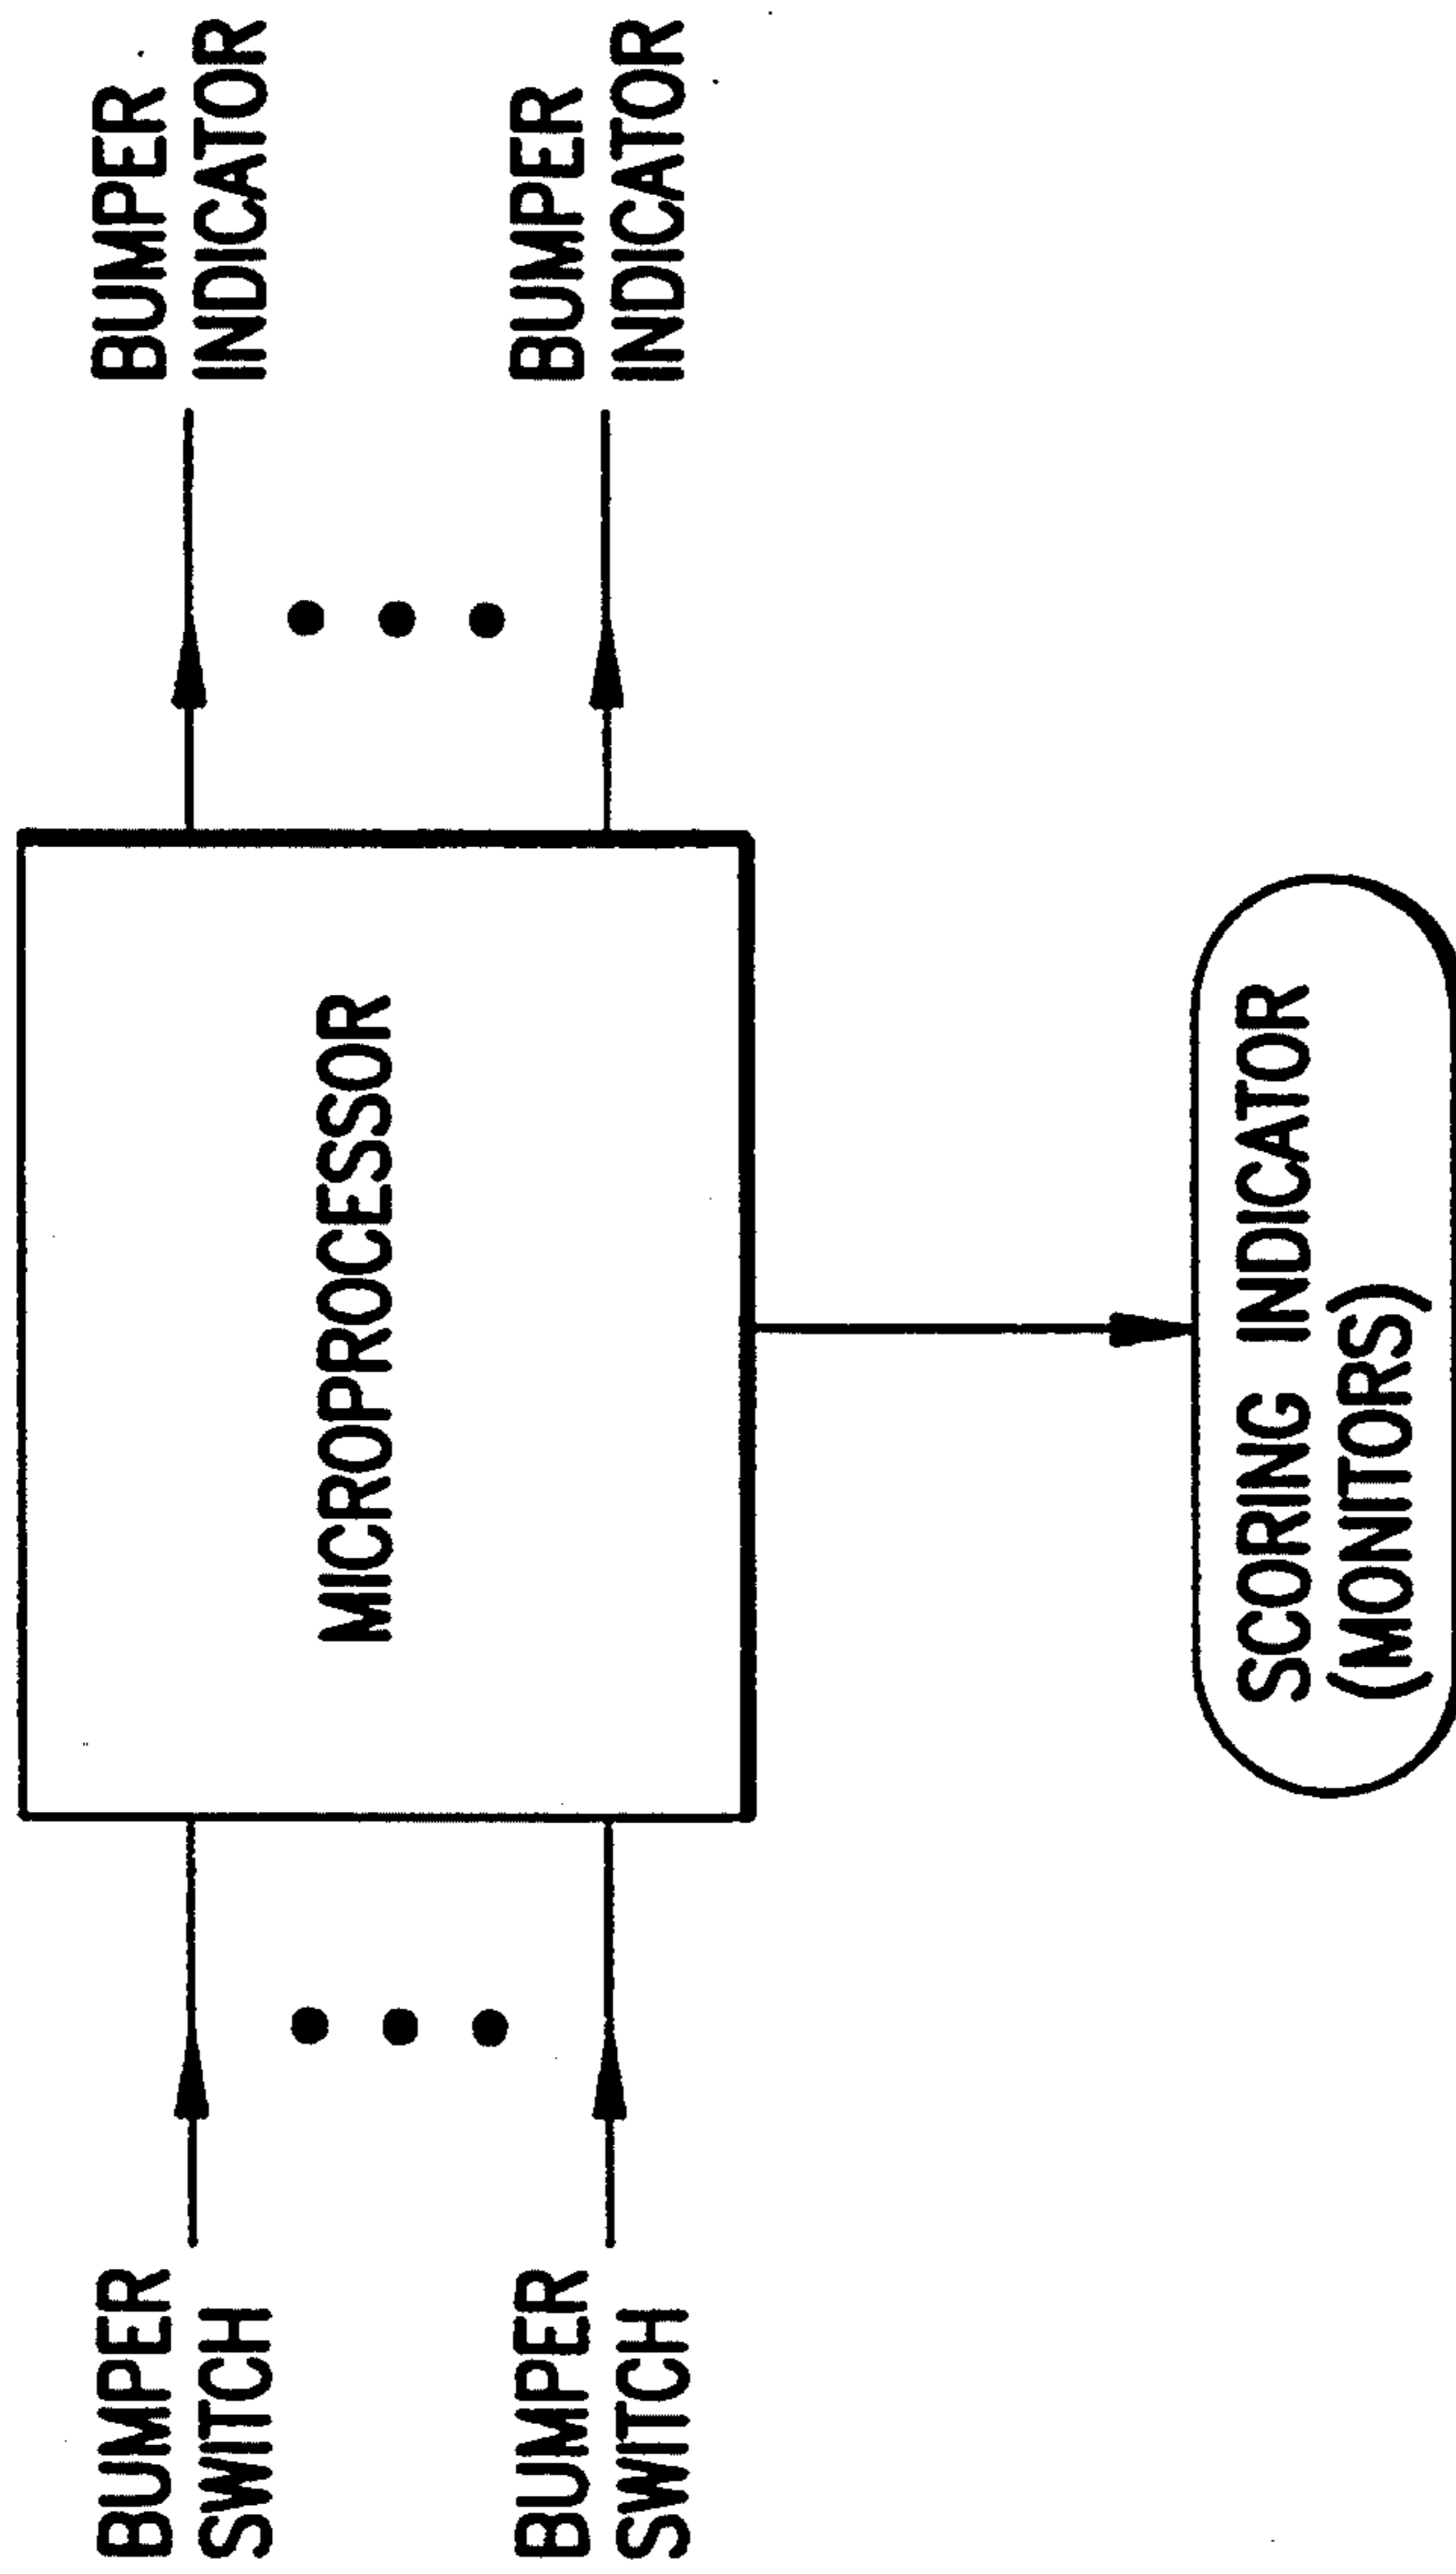 BUMPER
SWITCH
BUMPER
SWITCH
MICROPROCESSOR
BUMPER
INDICATOR
BUMPER
INDICATOR
SCORING INDICATOR
(MONITORS)